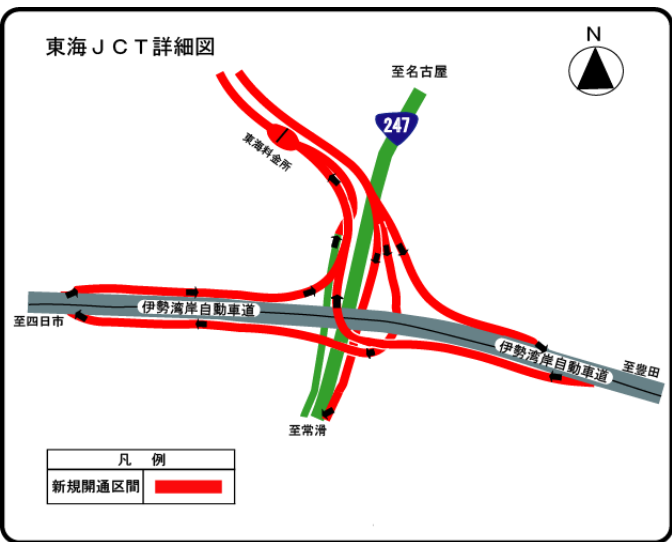 東海JCT詳細図
N
至名古屋
247
東海料金所
伊勢湾岸自動車道
至四日市
伊勢湾岸自動車道
至豊田
至常滑
凡 例
新規開通区間